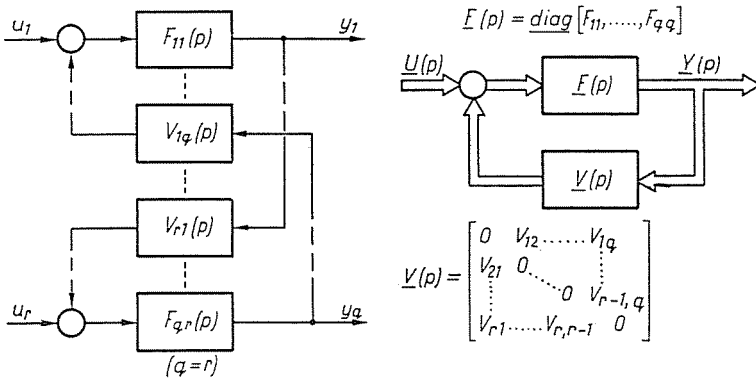 u1
F11(p)
y1
V1q(p)
Vr1(p)
ur
Fq,r(p)
yq
(q=r)
F(p) = diag [F11,.....,Fqq]
U(p)
F(p)
Y(p)
V(p)
V(p) =
0 V12 ...... V1q
V21 0
0 Vr-1,q
Vr1 ...... Vr,r-1 0